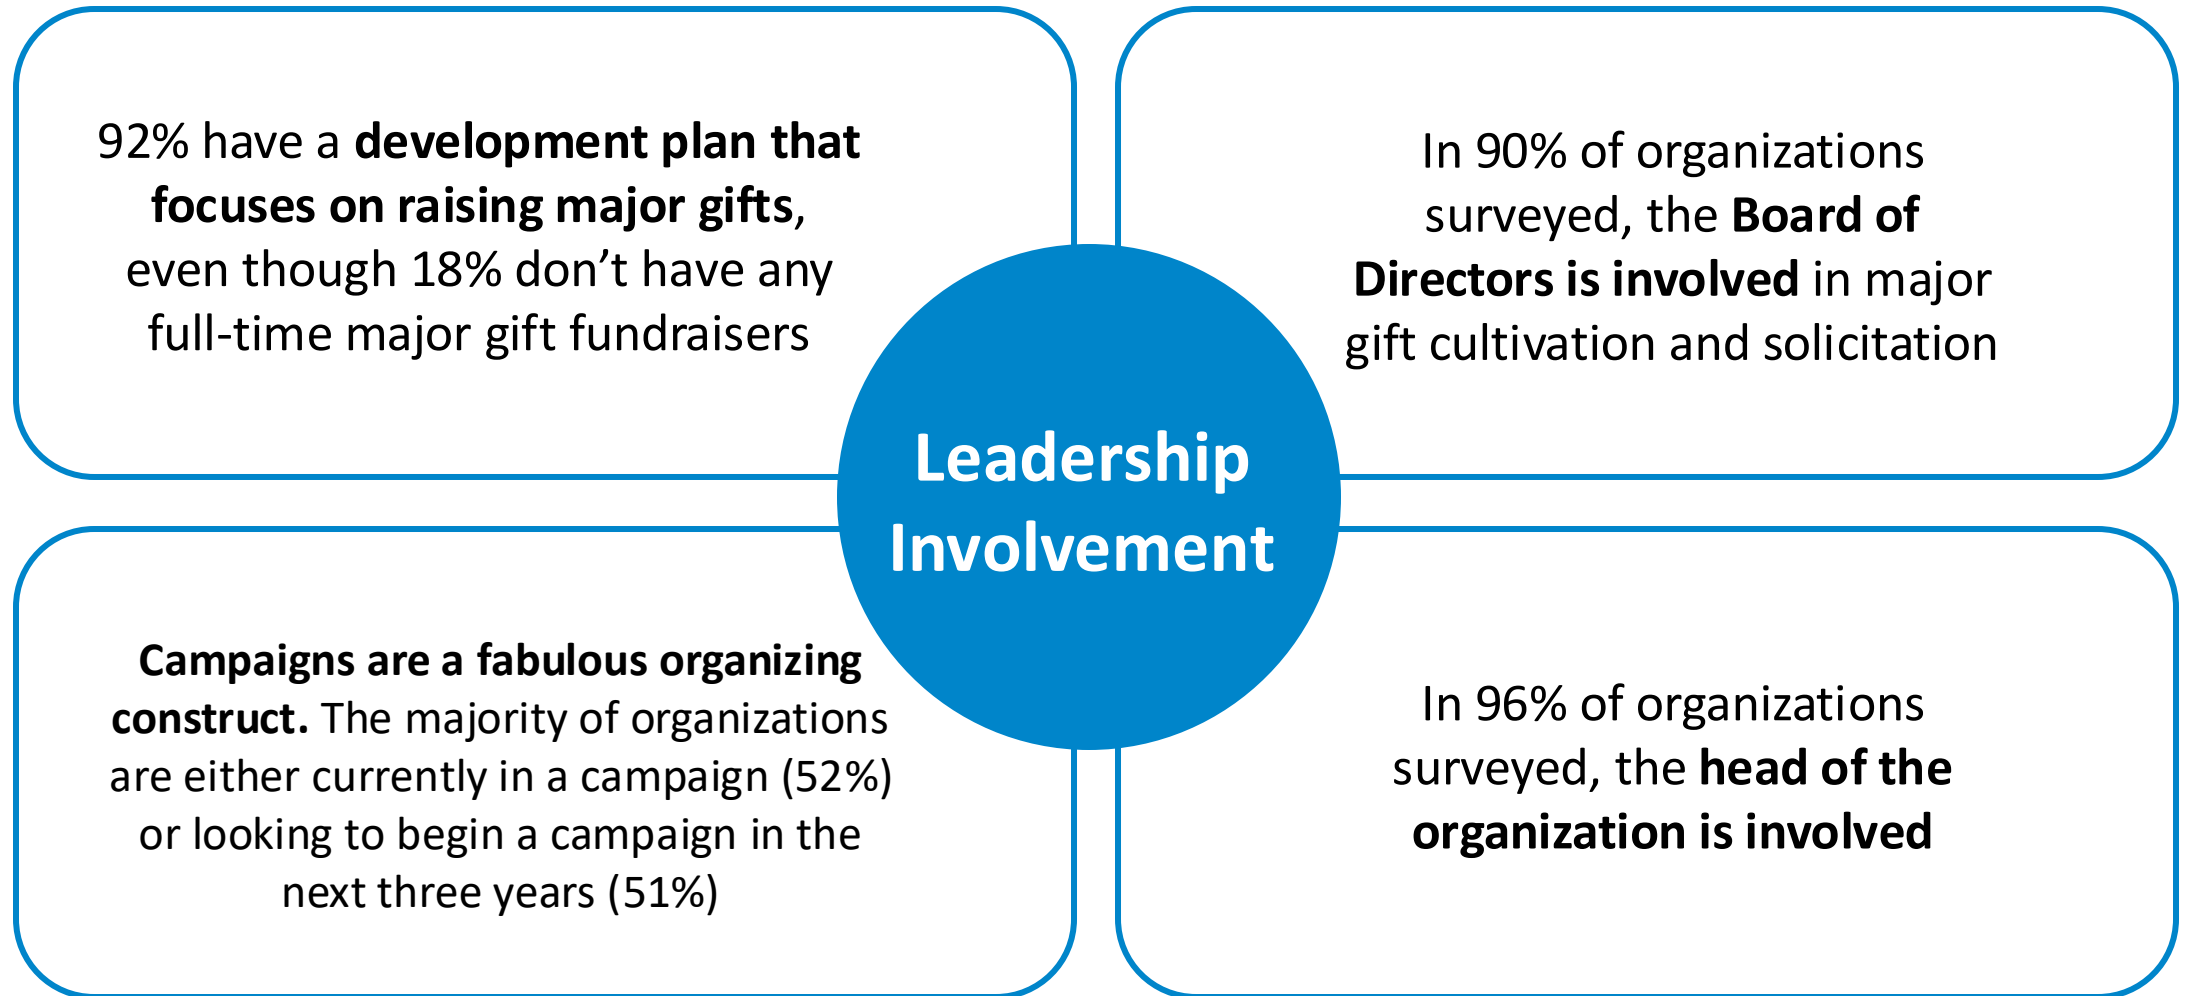 92% have a development plan that
focuses on raising major gifts,
even though 18% don’t have any
full-time major gift fundraisers
In 90% of organizations
surveyed, the Board of
Directors is involved in major
gift cultivation and solicitation
Leadership
Involvement
Campaigns are a fabulous organizing
construct. The majority of organizations
are either currently in a campaign (52%)
or looking to begin a campaign in the
next three years (51%)
In 96% of organizations
surveyed, the head of the
organization is involved